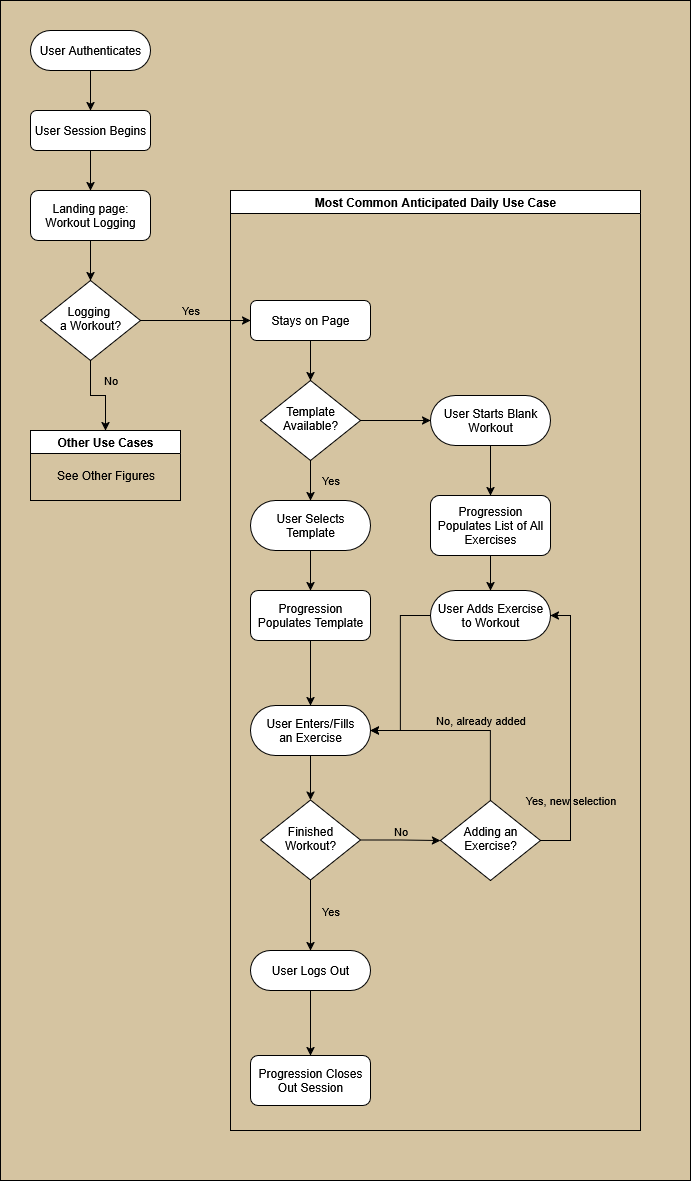 User Authenticates
User Session Begins
Landing page:
Workout Logging
Most Common Anticipated Daily Use Case
Logging
a Workout?
Yes
Stays on Page
No
Other Use Cases
See Other Figures
Template
Available?
User Starts Blank
Workout
Yes
User Selects
Template
Progression
Populates List of All
Exercises
Progression
Populates Template
User Adds Exercise
to Workout
User Enters/Fills
an Exercise
No, already added
Yes, new selection
Finished
Workout?
No
Adding an
Exercise?
Yes
User Logs Out
Progression Closes
Out Session